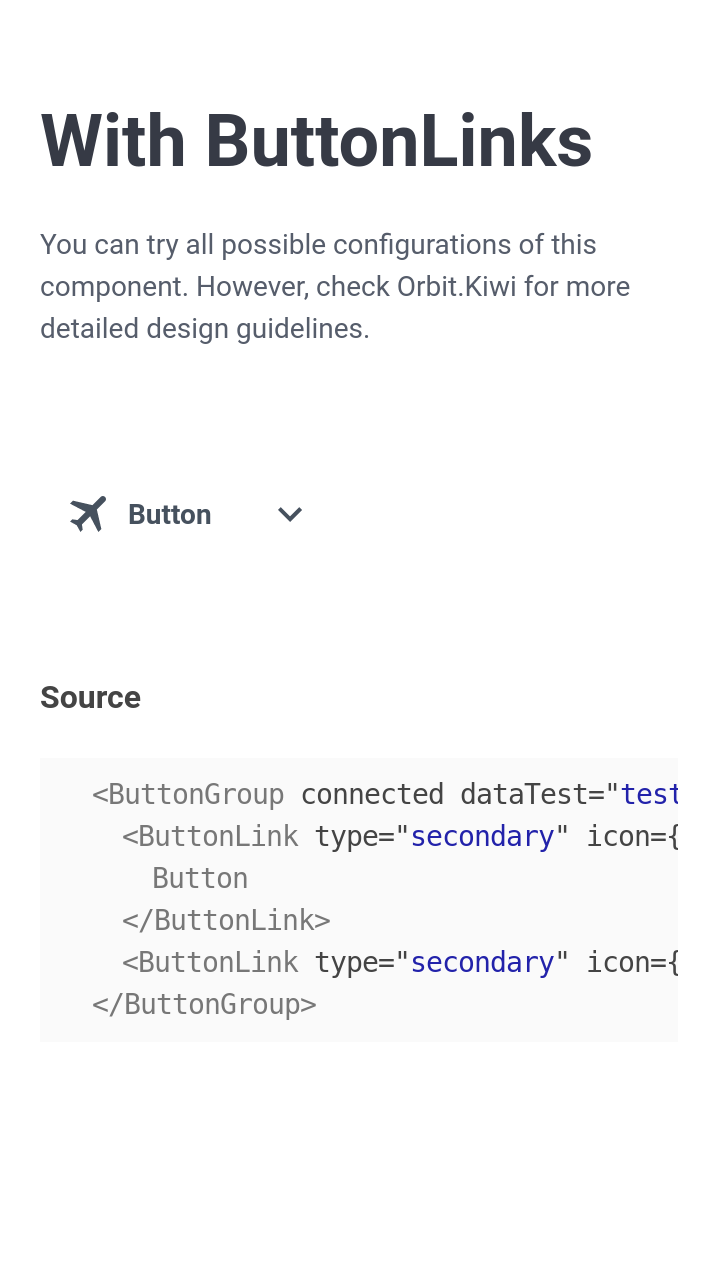 With ButtonLinks
You can try all possible configurations of this
component. However, check Orbit.Kiwi for more
detailed design guidelines.
Button
Source
<ButtonGroup connected dataTest="test
<ButtonLink type="secondary" icon={
Button
</ButtonLink>
<ButtonLink type="secondary" icon={
</ButtonGroup>